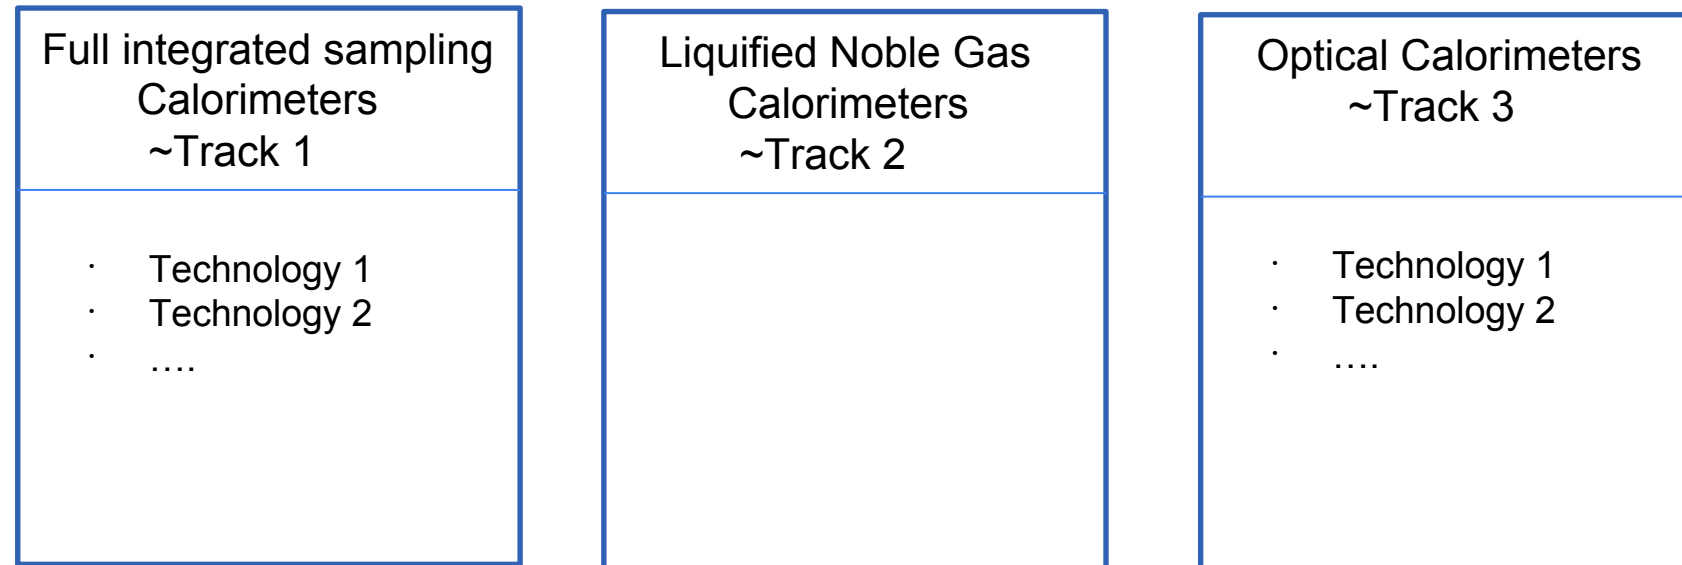 Full integrated sampling
Calorimeters
~Track 1
· Technology 1
· Technology 2
· ....
Liquified Noble Gas
Calorimeters
~Track 2
Optical Calorimeters
~Track 3
· Technology 1
· Technology 2
· ....